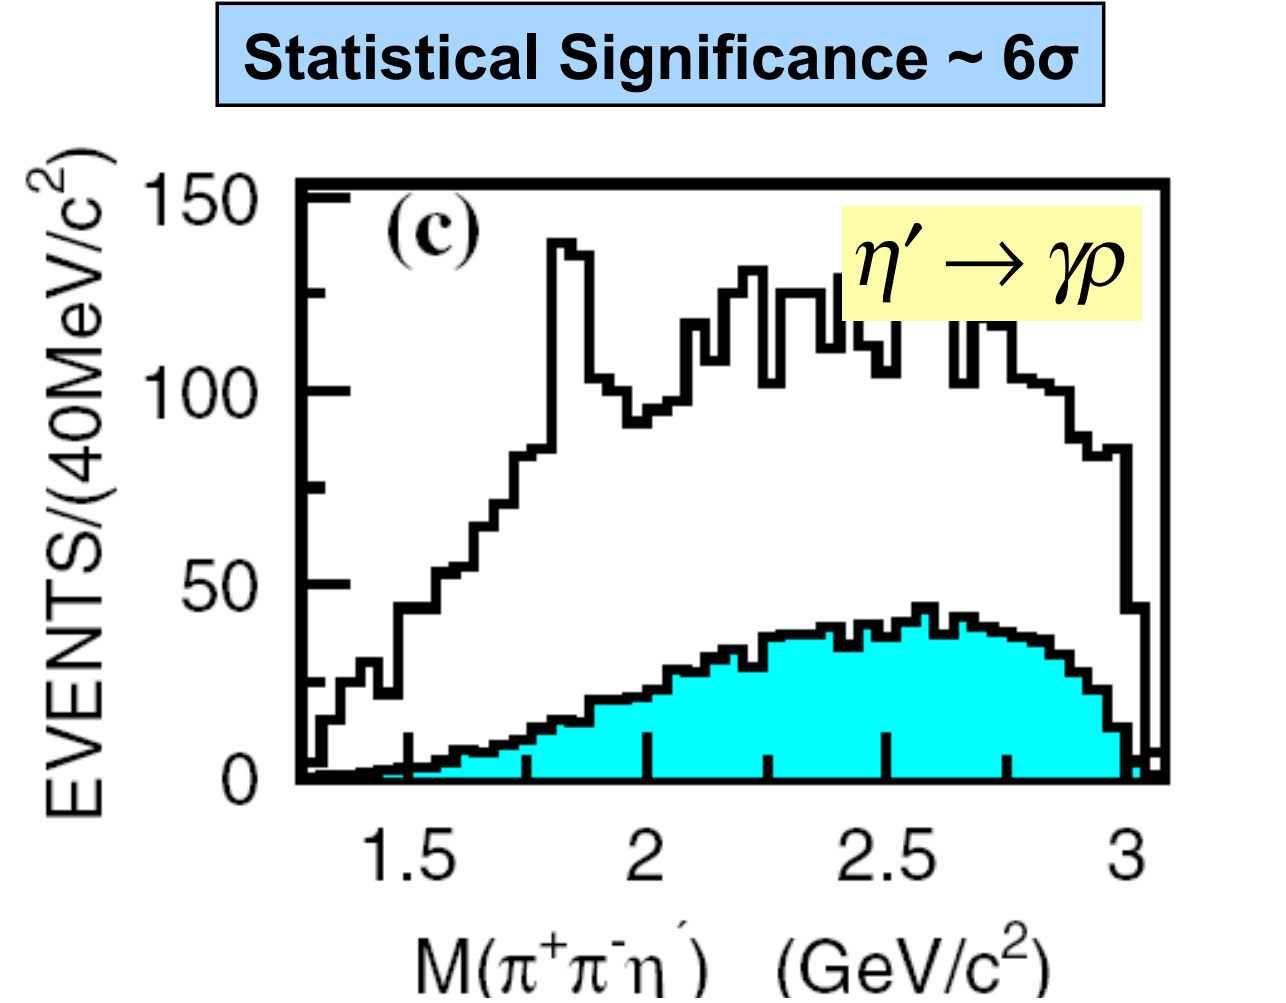 Statistical Significance ~ 6σ
EVENTS/(40MeV/c²)
150
100
50
0
(c)
η′ → γρ
1.5 2 2.5 3
M(π⁺π⁻η´) (GeV/c²)